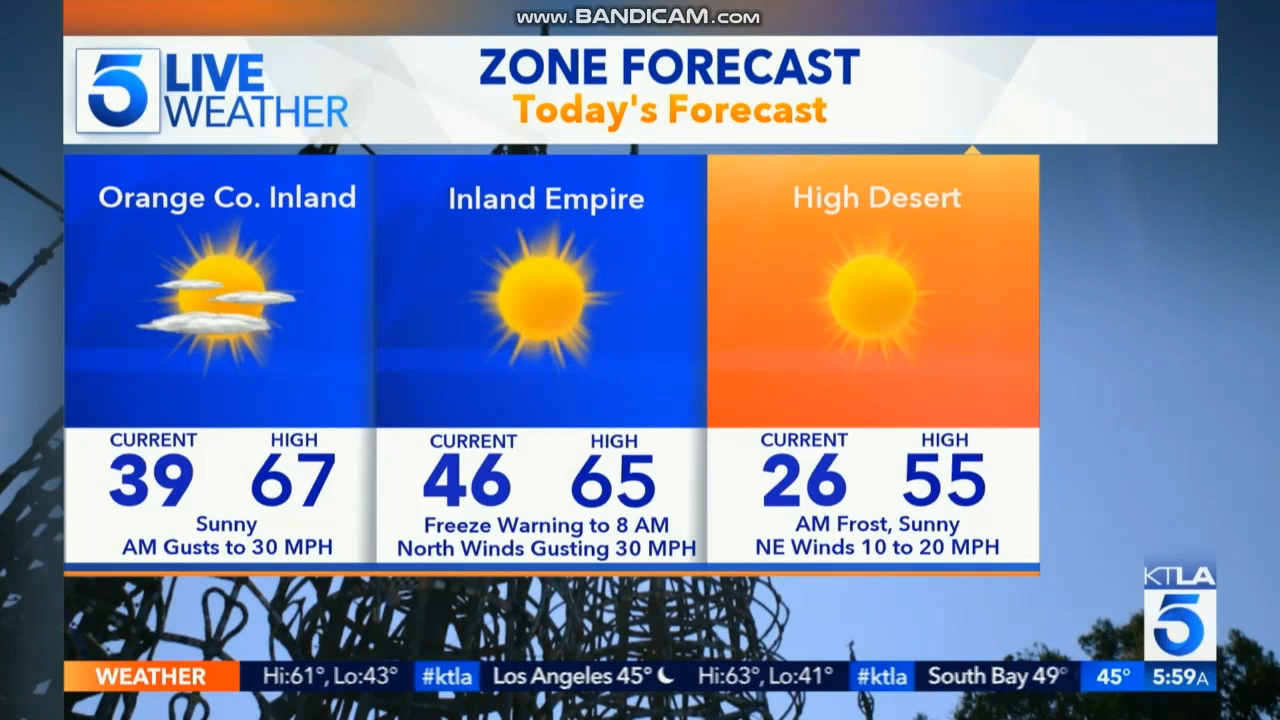 www.BANDICAM.com
5 LIVE WEATHER
ZONE FORECAST
Today's Forecast
Orange Co. Inland
CURRENT HIGH
39 67
Sunny
AM Gusts to 30 MPH
Inland Empire
CURRENT HIGH
46 65
Freeze Warning to 8 AM
North Winds Gusting 30 MPH
High Desert
CURRENT HIGH
26 55
AM Frost, Sunny
NE Winds 10 to 20 MPH
KTLA
5
WEATHER Hi:61°, Lo:43° #ktla Los Angeles 45° Hi:63°, Lo:41° #ktla South Bay 49° 45° 5:59A